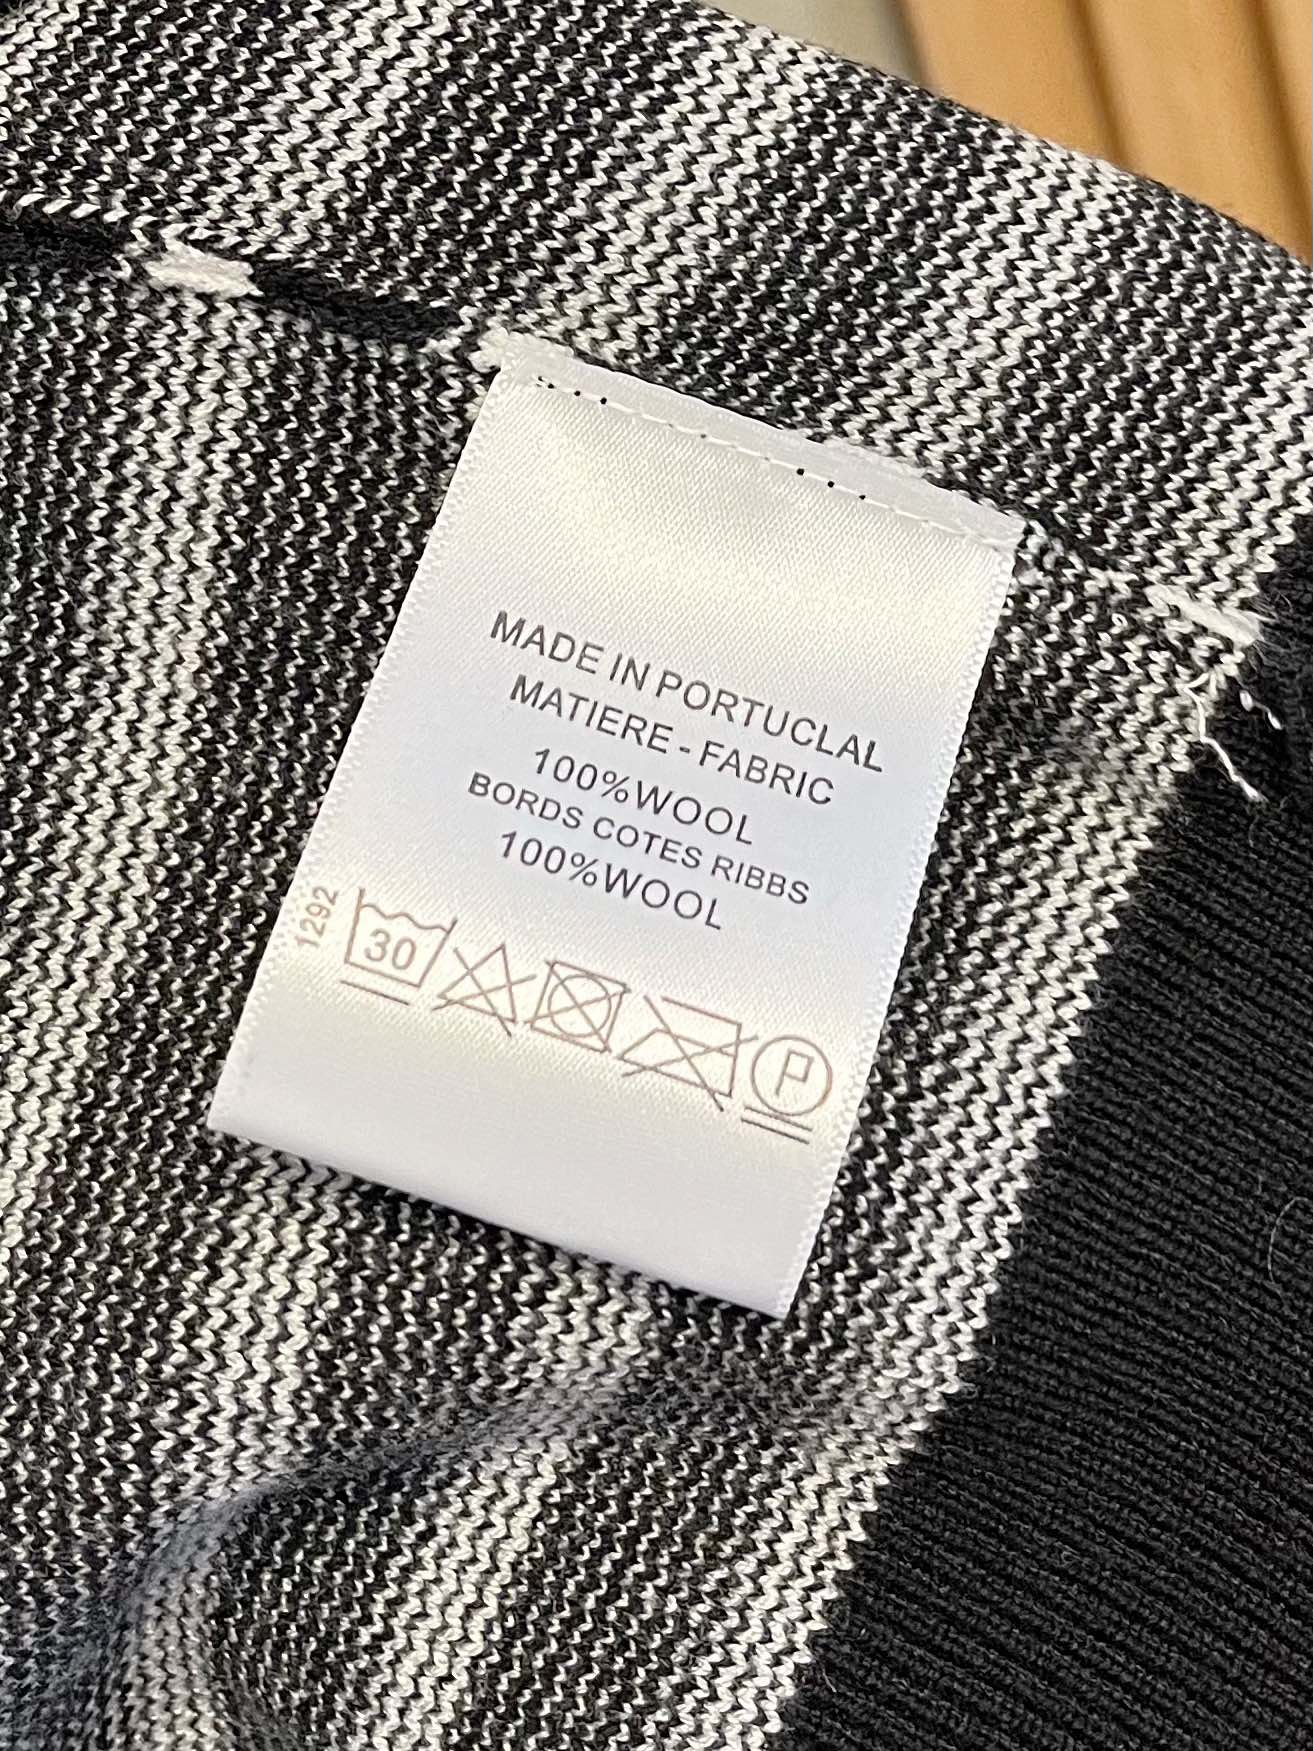 MADE IN PORTUCLAL
MATIERE - FABRIC
100%WOOL
BORDS COTES RIBBS
100%WOOL
1292
30
P